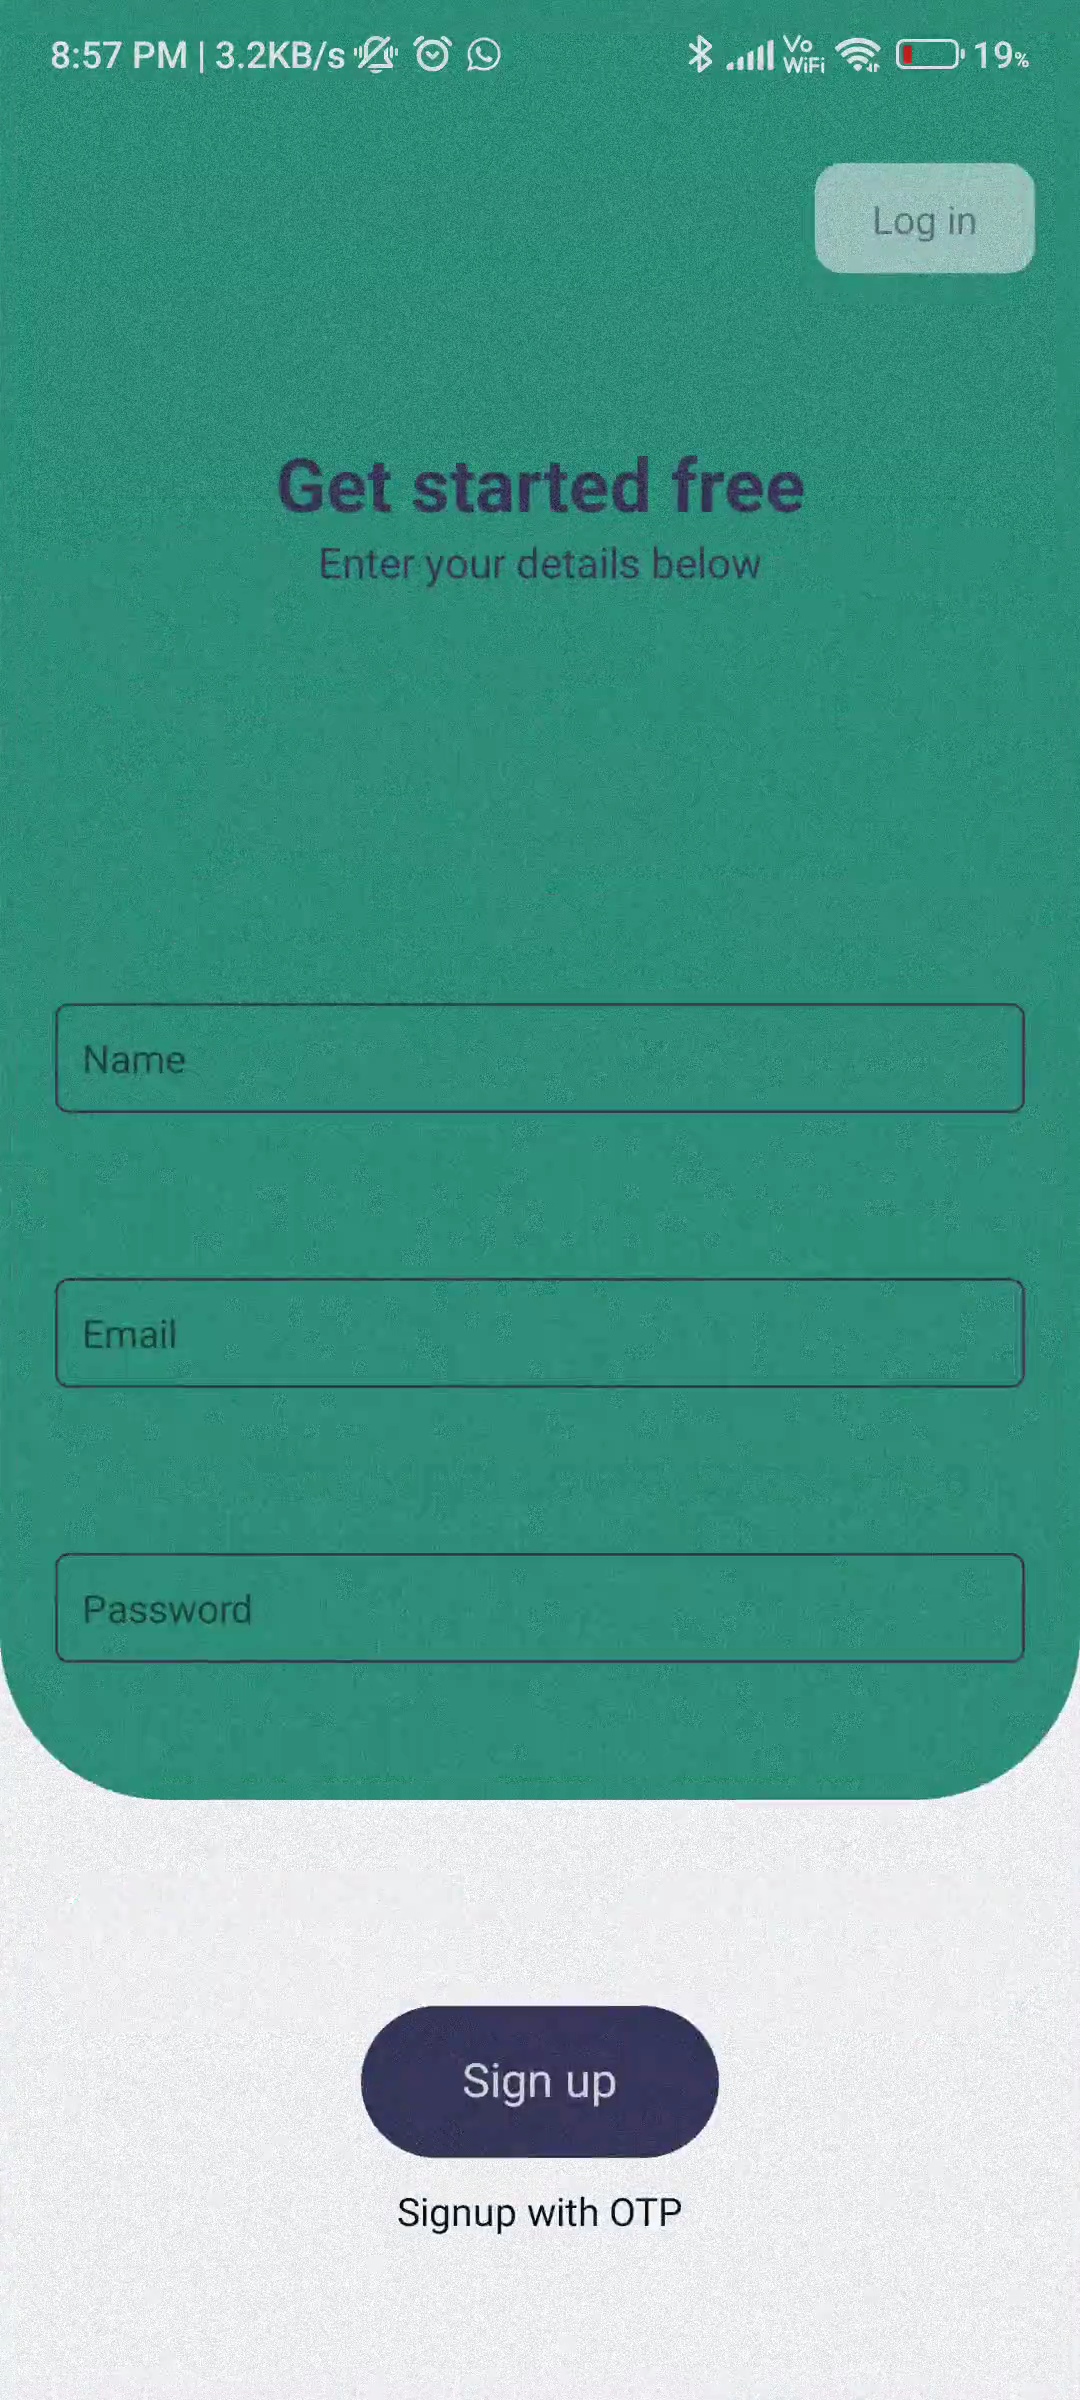 8:57 PM | 3.2KB/s Vo WiFi 19%
Log in
Get started free
Enter your details below
Name
Email
Password
Sign up
Signup with OTP